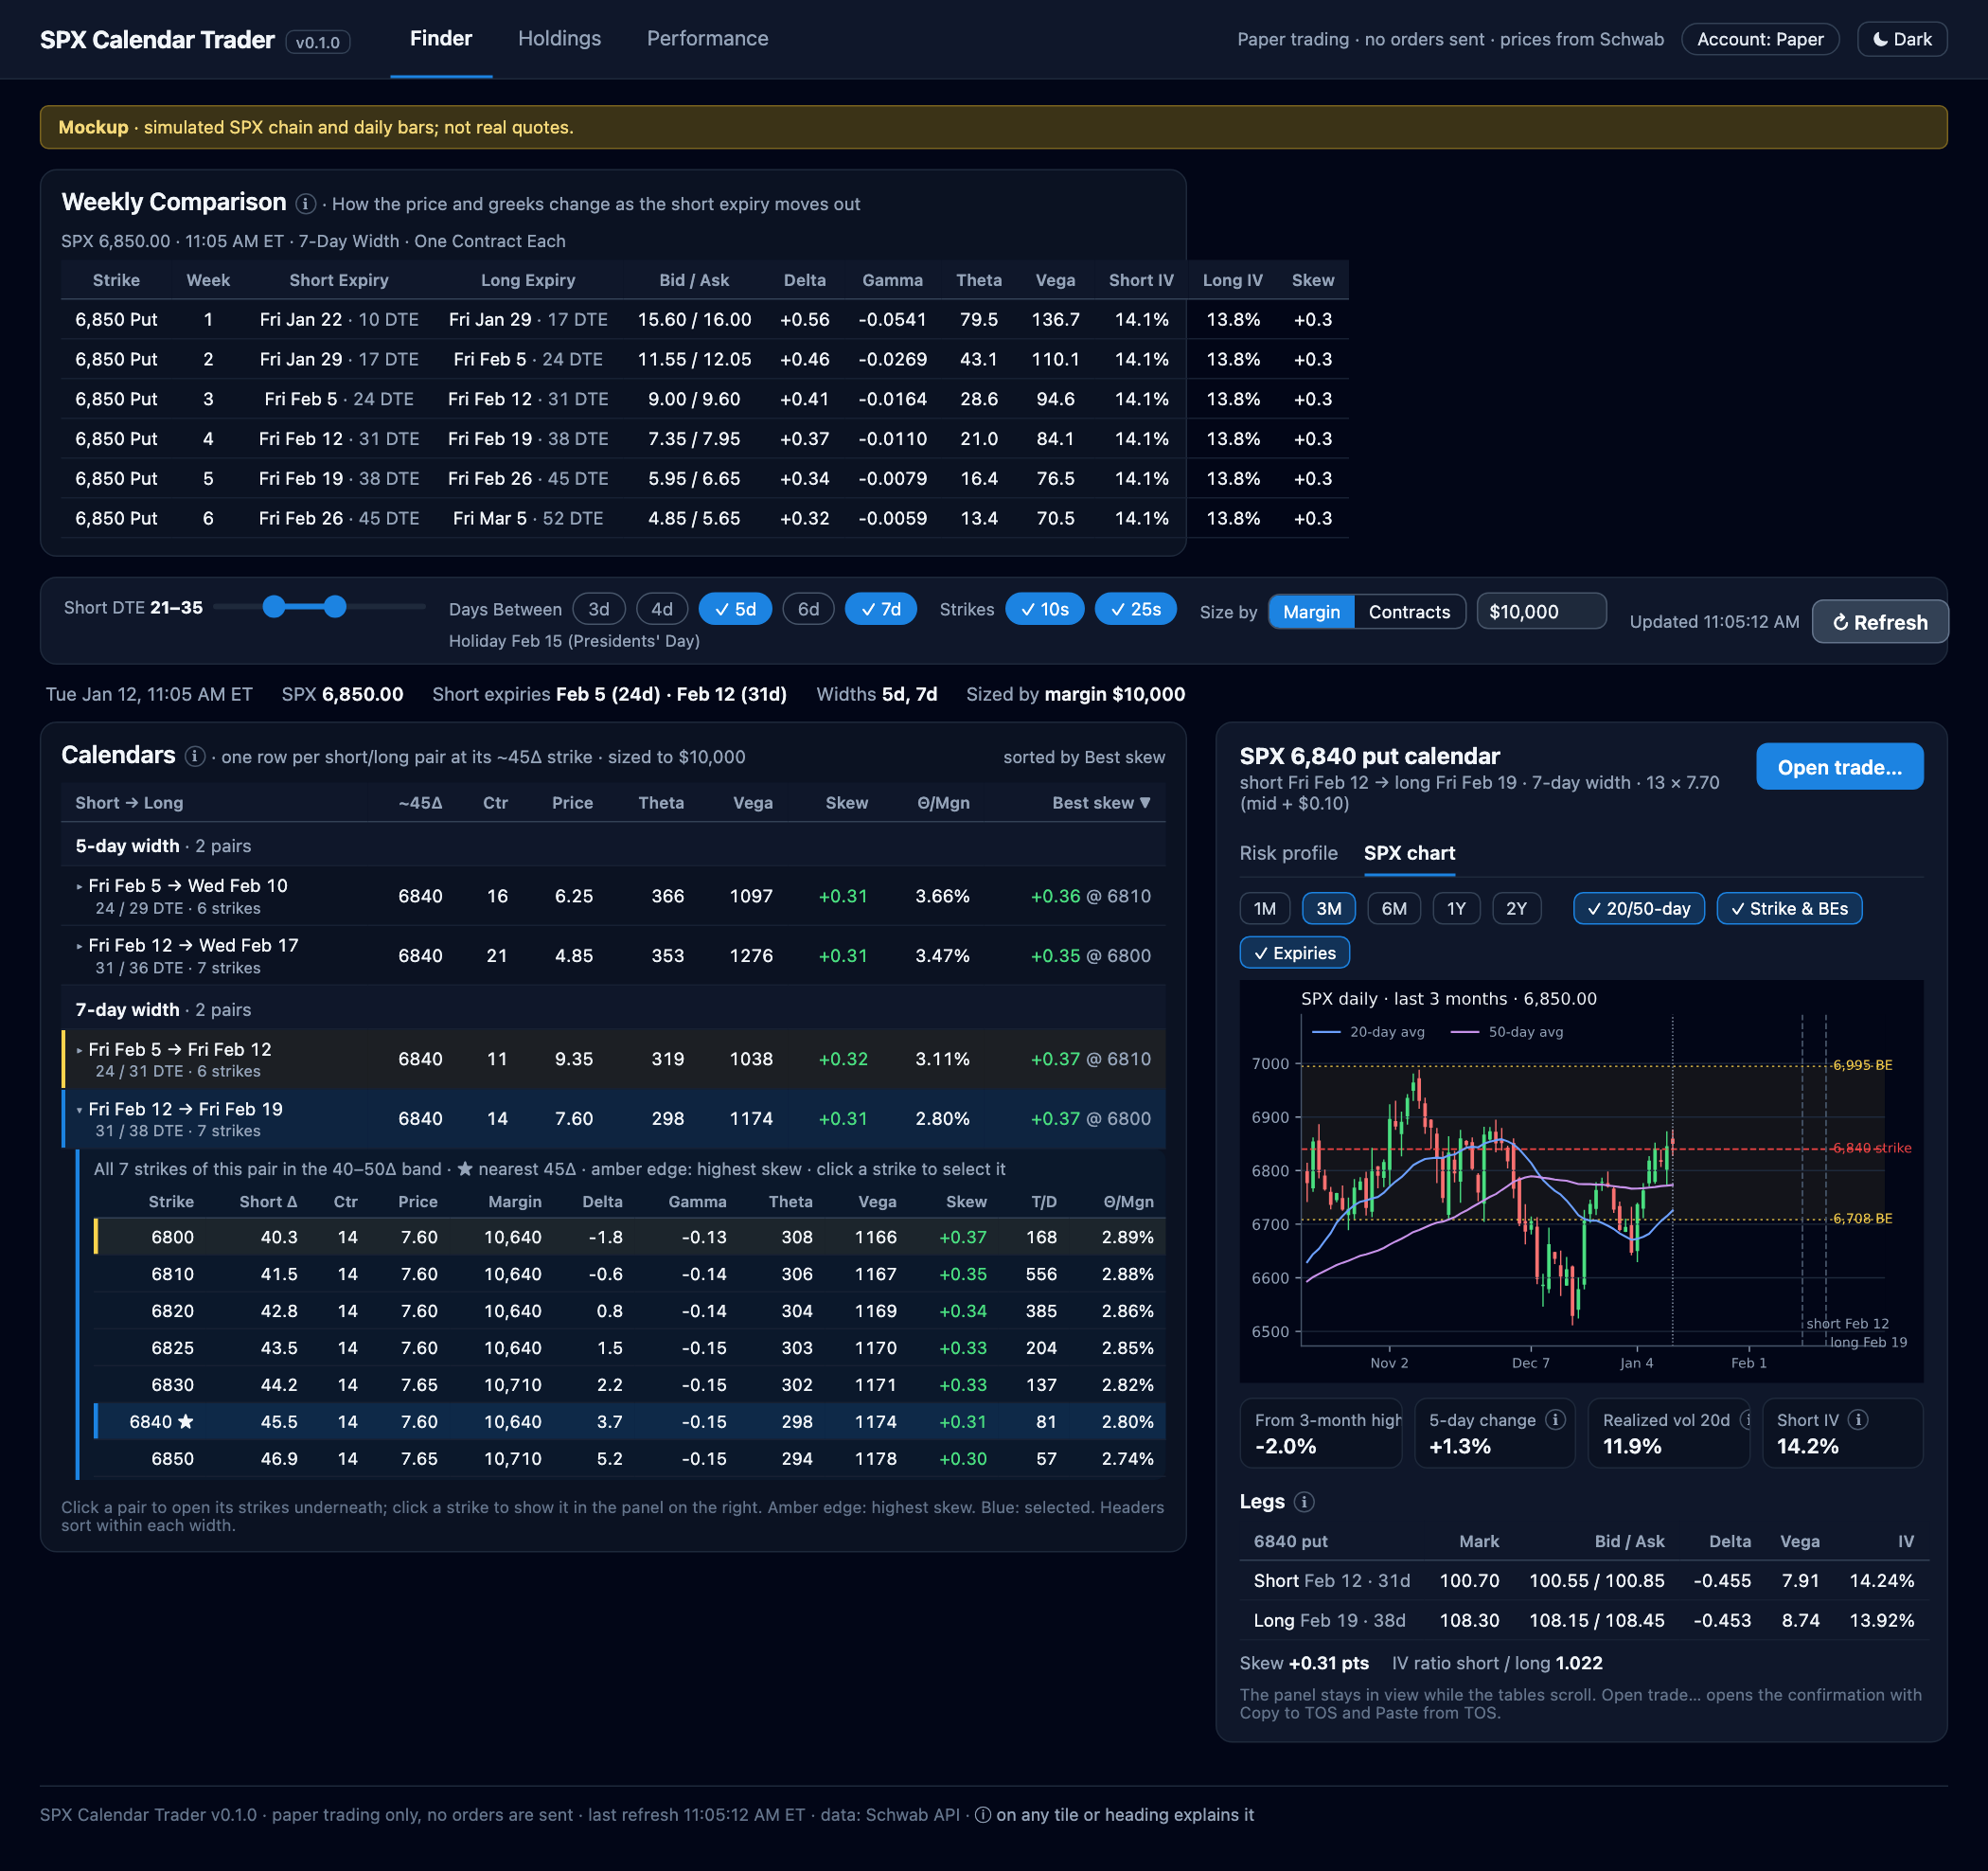 SPX Calendar Trader v0.1.0 Finder Holdings Performance Paper trading · no orders sent · prices from Schwab Account: Paper Dark
Mockup · simulated SPX chain and daily bars; not real quotes.
Weekly Comparison ⓘ · How the price and greeks change as the short expiry moves out
SPX 6,850.00 · 11:05 AM ET · 7-Day Width · One Contract Each
Strike Week Short Expiry Long Expiry Bid / Ask Delta Gamma Theta Vega Short IV Long IV Skew
6,850 Put 1 Fri Jan 22 · 10 DTE Fri Jan 29 · 17 DTE 15.60 / 16.00 +0.56 -0.0541 79.5 136.7 14.1% 13.8% +0.3
6,850 Put 2 Fri Jan 29 · 17 DTE Fri Feb 5 · 24 DTE 11.55 / 12.05 +0.46 -0.0269 43.1 110.1 14.1% 13.8% +0.3
6,850 Put 3 Fri Feb 5 · 24 DTE Fri Feb 12 · 31 DTE 9.00 / 9.60 +0.41 -0.0164 28.6 94.6 14.1% 13.8% +0.3
6,850 Put 4 Fri Feb 12 · 31 DTE Fri Feb 19 · 38 DTE 7.35 / 7.95 +0.37 -0.0110 21.0 84.1 14.1% 13.8% +0.3
6,850 Put 5 Fri Feb 19 · 38 DTE Fri Feb 26 · 45 DTE 5.95 / 6.65 +0.34 -0.0079 16.4 76.5 14.1% 13.8% +0.3
6,850 Put 6 Fri Feb 26 · 45 DTE Fri Mar 5 · 52 DTE 4.85 / 5.65 +0.32 -0.0059 13.4 70.5 14.1% 13.8% +0.3
Short DTE 21–35 Days Between 3d 4d ✓ 5d 6d ✓ 7d Strikes ✓ 10s ✓ 25s Size by Margin Contracts $10,000 Updated 11:05:12 AM ↻ Refresh
Holiday Feb 15 (Presidents' Day)
Tue Jan 12, 11:05 AM ET SPX 6,850.00 Short expiries Feb 5 (24d) · Feb 12 (31d) Widths 5d, 7d Sized by margin $10,000
Calendars ⓘ · one row per short/long pair at its ~45Δ strike · sized to $10,000 sorted by Best skew
Short → Long ~45Δ Ctr Price Theta Vega Skew Θ/Mgn Best skew ▼
5-day width · 2 pairs
▸ Fri Feb 5 → Wed Feb 10 6840 16 6.25 366 1097 +0.31 3.66% +0.36 @ 6810
24 / 29 DTE · 6 strikes
▸ Fri Feb 12 → Wed Feb 17 6840 21 4.85 353 1276 +0.31 3.47% +0.35 @ 6800
31 / 36 DTE · 7 strikes
7-day width · 2 pairs
▸ Fri Feb 5 → Fri Feb 12 6840 11 9.35 319 1038 +0.32 3.11% +0.37 @ 6810
24 / 31 DTE · 6 strikes
▾ Fri Feb 12 → Fri Feb 19 6840 14 7.60 298 1174 +0.31 2.80% +0.37 @ 6800
31 / 38 DTE · 7 strikes
All 7 strikes of this pair in the 40–50Δ band · ★ nearest 45Δ · amber edge: highest skew · click a strike to select it
Strike Short Δ Ctr Price Margin Delta Gamma Theta Vega Skew T/D Θ/Mgn
6800 40.3 14 7.60 10,640 -1.8 -0.13 308 1166 +0.37 168 2.89%
6810 41.5 14 7.60 10,640 -0.6 -0.14 306 1167 +0.35 556 2.88%
6820 42.8 14 7.60 10,640 0.8 -0.14 304 1169 +0.34 385 2.86%
6825 43.5 14 7.60 10,640 1.5 -0.15 303 1170 +0.33 204 2.85%
6830 44.2 14 7.65 10,710 2.2 -0.15 302 1171 +0.33 137 2.82%
6840 ★ 45.5 14 7.60 10,640 3.7 -0.15 298 1174 +0.31 81 2.80%
6850 46.9 14 7.65 10,710 5.2 -0.15 294 1178 +0.30 57 2.74%
Click a pair to open its strikes underneath; click a strike to show it in the panel on the right. Amber edge: highest skew. Blue: selected. Headers
sort within each width.
SPX 6,840 put calendar
Open trade...
short Fri Feb 12 → long Fri Feb 19 · 7-day width · 13 × 7.70
(mid + $0.10)
Risk profile SPX chart
1M 3M 6M 1Y 2Y ✓ 20/50-day ✓ Strike & BEs
✓ Expiries
SPX daily · last 3 months · 6,850.00
20-day avg 50-day avg
7000
6,995 BE
6900
6,840 strike
6800
6700
6,708 BE
6600
6500
short Feb 12
long Feb 19
Nov 2 Dec 7 Jan 4 Feb 1
From 3-month high 5-day change ⓘ Realized vol 20d Short IV ⓘ
-2.0% +1.3% 11.9% 14.2%
Legs ⓘ
6840 put Mark Bid / Ask Delta Vega IV
Short Feb 12 · 31d 100.70 100.55 / 100.85 -0.455 7.91 14.24%
Long Feb 19 · 38d 108.30 108.15 / 108.45 -0.453 8.74 13.92%
Skew +0.31 pts IV ratio short / long 1.022
The panel stays in view while the tables scroll. Open trade... opens the confirmation with
Copy to TOS and Paste from TOS.
SPX Calendar Trader v0.1.0 · paper trading only, no orders are sent · last refresh 11:05:12 AM ET · data: Schwab API · ⓘ on any tile or heading explains it